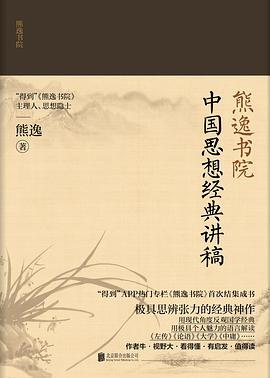 熊逸书院
“得到”《熊逸书院》
主理人、思想隐士
熊逸
著
熊逸书院
中国思想经典讲稿
“得到”APP热门专栏《熊逸书院》首次结集成书
极具思辨张力的经典神作
用现代角度反观国学经典
用极具个人魅力的语言解读
《左传》《论语》《大学》《中庸》……
作者牛·视野大·看得懂·有启发·值得读
北京联合出版公司